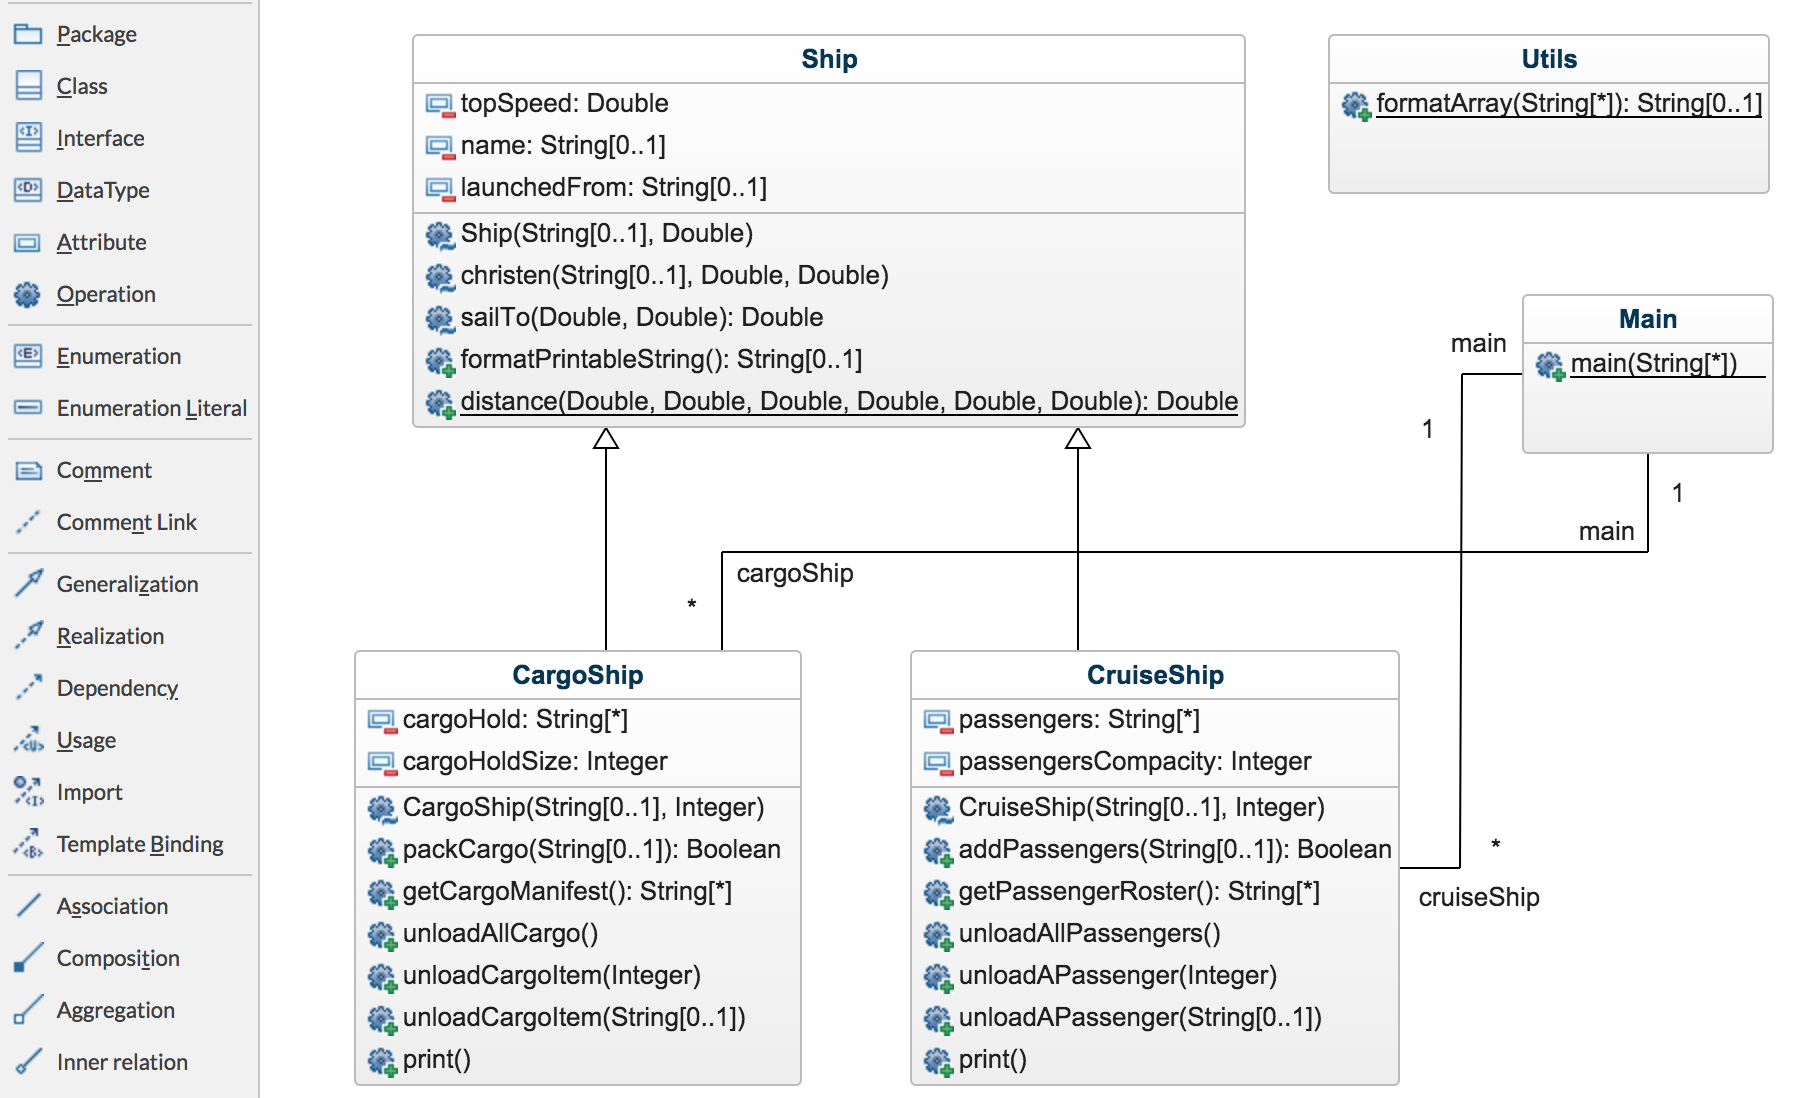 Package
Class
Interface
DataType
Attribute
Operation
Enumeration
Enumeration Literal
Comment
Comment Link
Generalization
Realization
Dependency
Usage
Import
Template Binding
Association
Composition
Aggregation
Inner relation
Ship
topSpeed: Double
name: String[0..1]
launchedFrom: String[0..1]
Ship(String[0..1], Double)
christen(String[0..1], Double, Double)
sailTo(Double, Double): Double
formatPrintableString(): String[0..1]
distance(Double, Double, Double, Double, Double, Double): Double
Utils
formatArray(String[*]): String[0..1]
Main
main(String[*])
main
1
1
main
cargoShip
*
CargoShip
cargoHold: String[*]
cargoHoldSize: Integer
CargoShip(String[0..1], Integer)
packCargo(String[0..1]): Boolean
getCargoManifest(): String[*]
unloadAllCargo()
unloadCargoItem(Integer)
unloadCargoItem(String[0..1])
print()
CruiseShip
passengers: String[*]
passengersCompacity: Integer
CruiseShip(String[0..1], Integer)
addPassengers(String[0..1]): Boolean
getPassengerRoster(): String[*]
unloadAllPassengers()
unloadAPassenger(Integer)
unloadAPassenger(String[0..1])
print()
*
cruiseShip